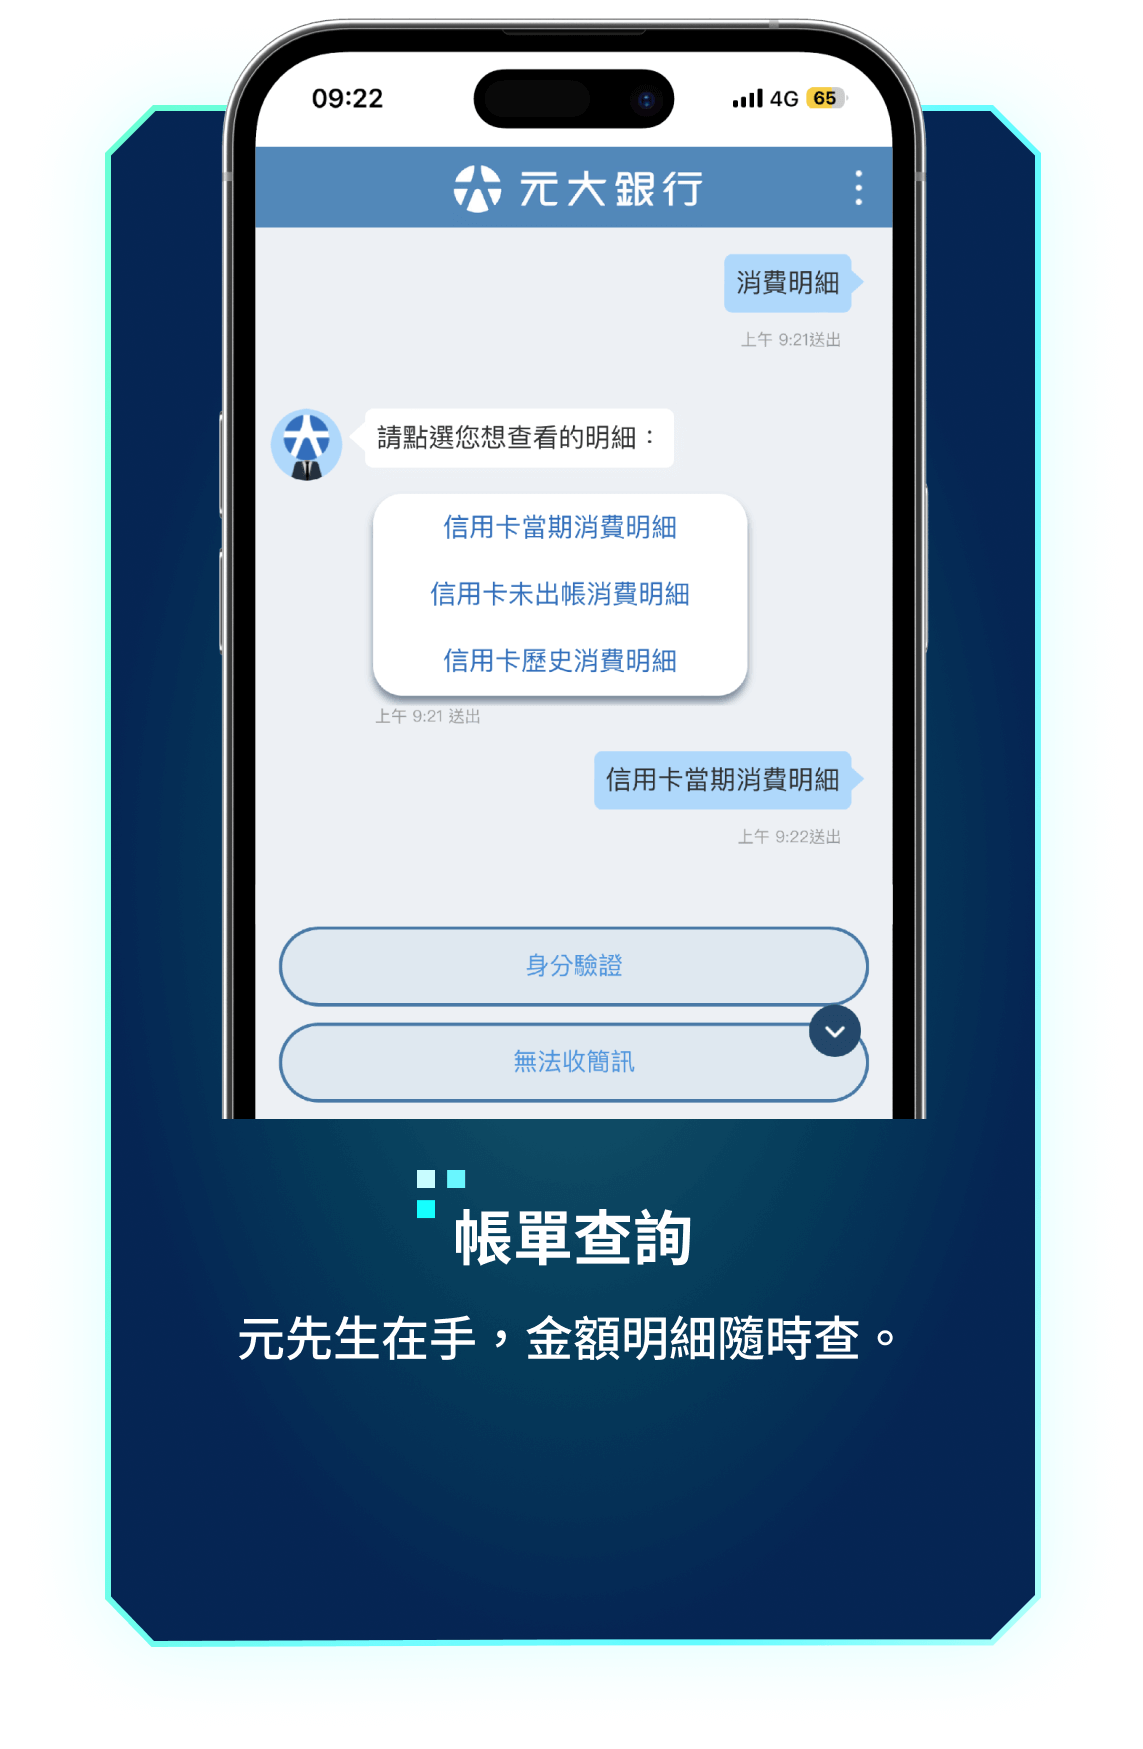 09:22
4G 65
元大銀行
消費明細
上午 9:21送出
請點選您想查看的明細：
信用卡當期消費明細
信用卡未出帳消費明細
信用卡歷史消費明細
上午 9:21 送出
信用卡當期消費明細
上午 9:22送出
身分驗證
無法收簡訊
帳單查詢
元先生在手，金額明細隨時查。